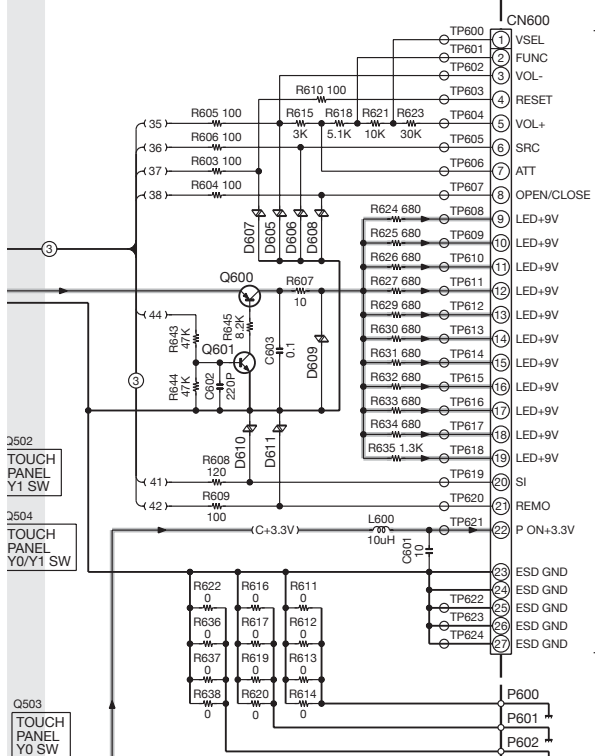 CN600
TP600 1 VSEL
TP601 2 FUNC
TP602 3 VOL-
R610 100 TP603 4 RESET
35 R605 100 R615 3K R618 5.1K R621 10K R623 30K TP604 5 VOL+
36 R606 100 TP605 6 SRC
37 R603 100 TP606 7 ATT
38 R604 100 TP607 8 OPEN/CLOSE
D607 D605 D606 D608
R624 680 TP608 9 LED+9V
3
R625 680 TP609 10 LED+9V
R626 680 TP610 11 LED+9V
Q600 R607 10
R627 680 TP611 12 LED+9V
R629 680 TP612 13 LED+9V
44 R643 47K R645 8.2K
R630 680 TP613 14 LED+9V
Q601 C603 0.1 D609
R631 680 TP614 15 LED+9V
3 R644 47K C602 220P
R632 680 TP615 16 LED+9V
R633 680 TP616 17 LED+9V
R634 680 TP617 18 LED+9V
D610 D611
R635 1.3K TP618 19 LED+9V
Q502
TOUCH
PANEL
Y1 SW
41 R608 120 TP619 20 SI
42 R609 100 TP620 21 REMO
Q504
TOUCH
PANEL
Y0/Y1 SW
C+3.3V L600 10uH TP621 22 P ON+3.3V
C601 10
23 ESD GND
24 ESD GND
TP622 25 ESD GND
TP623 26 ESD GND
TP624 27 ESD GND
R622 R616 R611
0 0 0
R636 R617 R612
0 0 0
R637 R619 R613
0 0 0
R638 R620 R614
0 0 0
Q503
TOUCH
PANEL
Y0 SW
P600
P601
P602